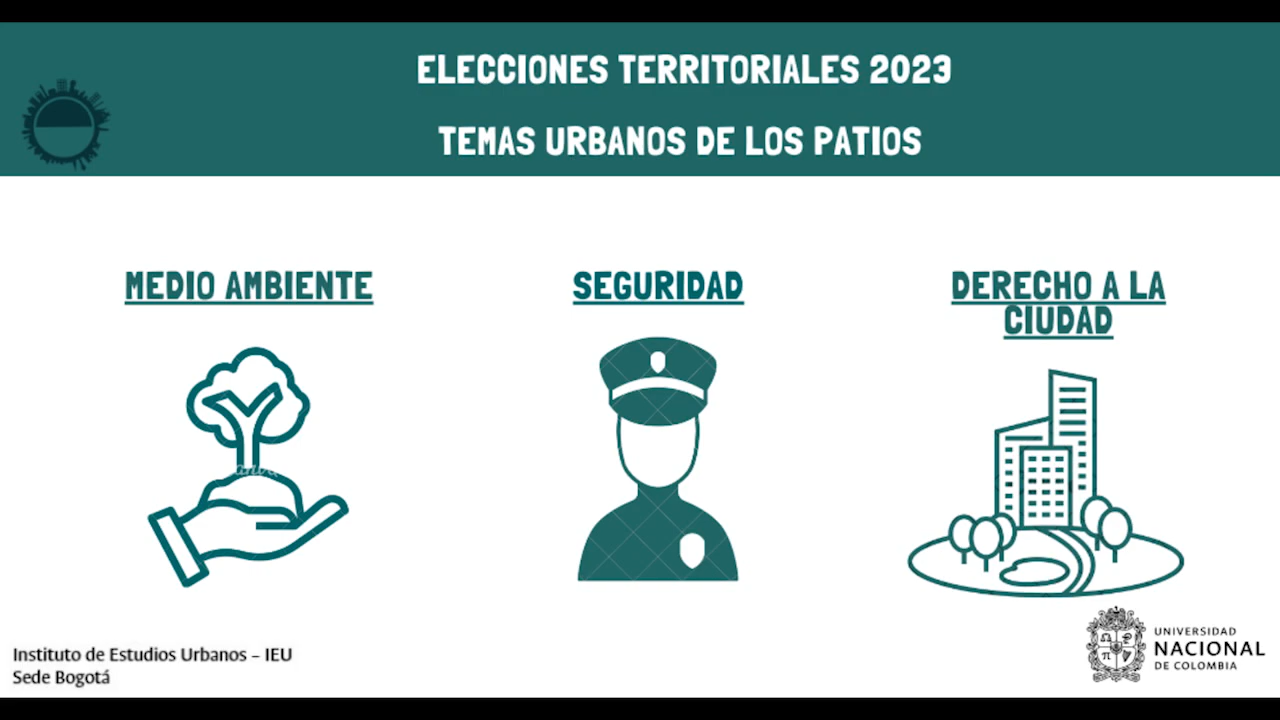 ELECCIONES TERRITORIALES 2023
TEMAS URBANOS DE LOS PATIOS
MEDIO AMBIENTE
SEGURIDAD
DERECHO A LA
CIUDAD
Instituto de Estudios Urbanos – IEU
Sede Bogotá
UNIVERSIDAD
NACIONAL
DE COLOMBIA